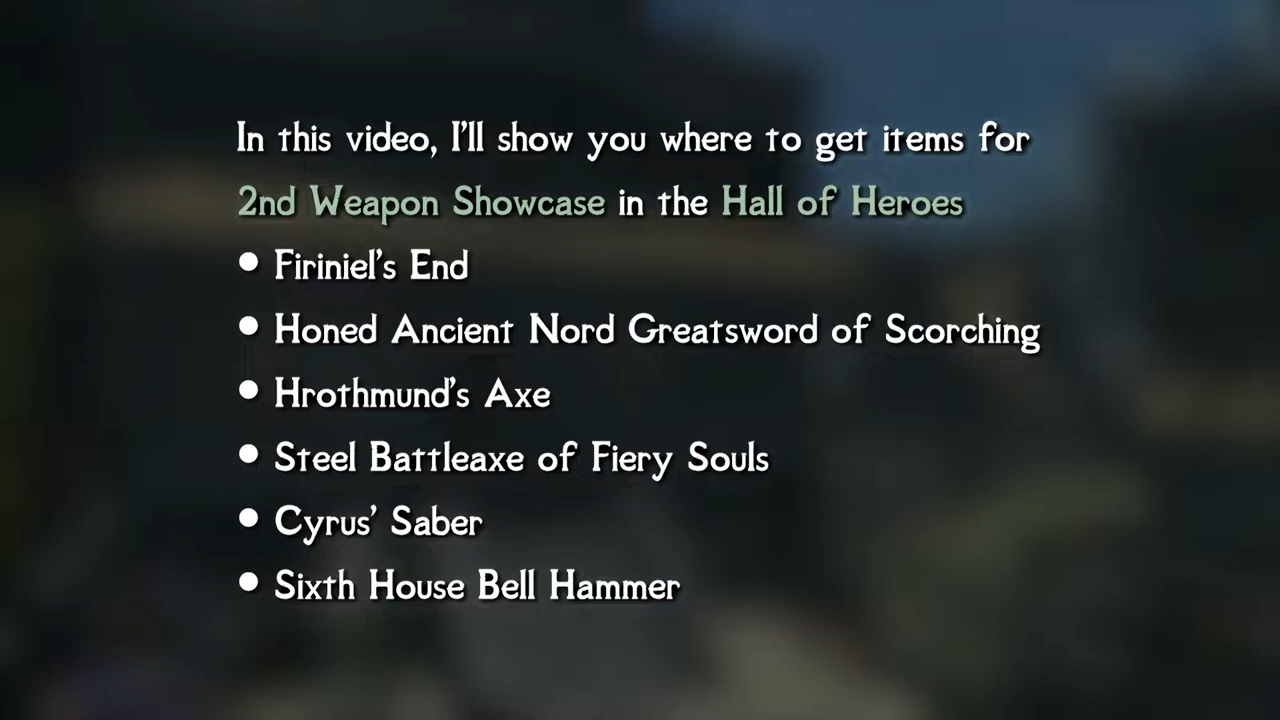 In this video, I'll show you where to get items for
2nd Weapon Showcase in the Hall of Heroes
• Firiniel's End
• Honed Ancient Nord Greatsword of Scorching
• Hrothmund's Axe
• Steel Battleaxe of Fiery Souls
• Cyrus' Saber
• Sixth House Bell Hammer